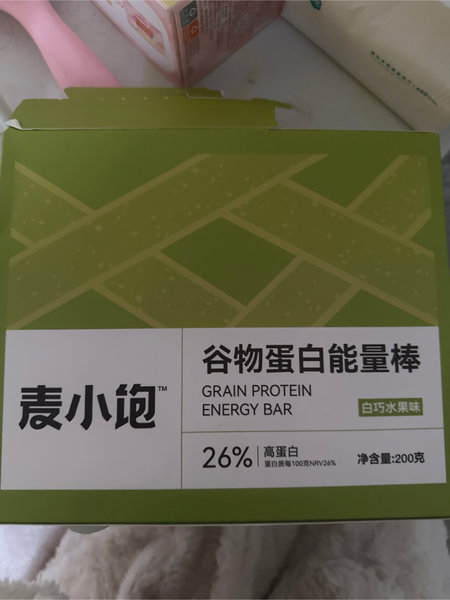 麦小饱™
谷物蛋白能量棒
GRAIN PROTEIN
ENERGY BAR
白巧水果味
26%
高蛋白
蛋白质每100克NRV26%
净含量:200克